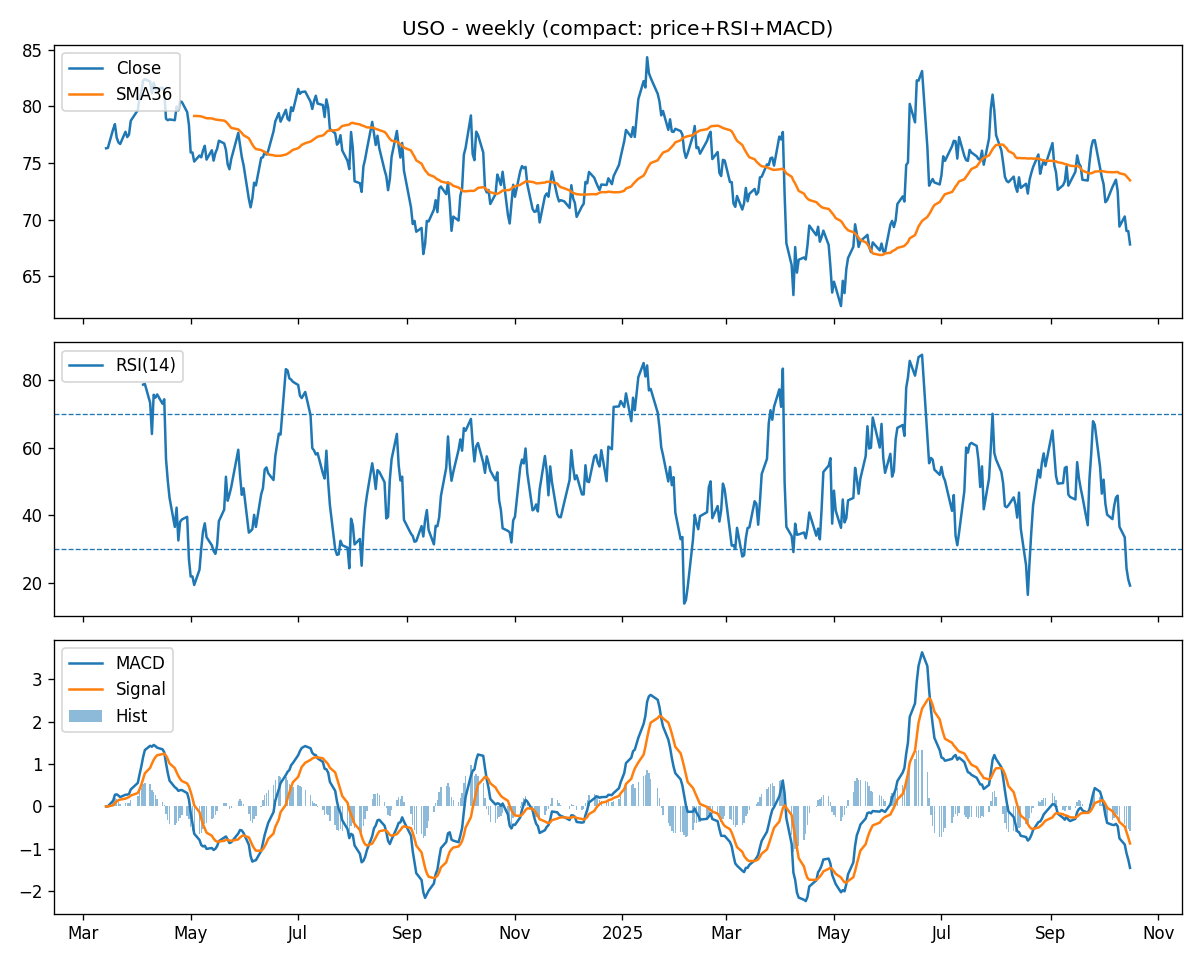 USO - weekly (compact: price+RSI+MACD)
85
80
75
70
65
Close
SMA36
80
60
40
20
RSI(14)
3
2
1
0
−1
−2
MACD
Signal
Hist
Mar May Jul Sep Nov 2025 Mar May Jul Sep Nov